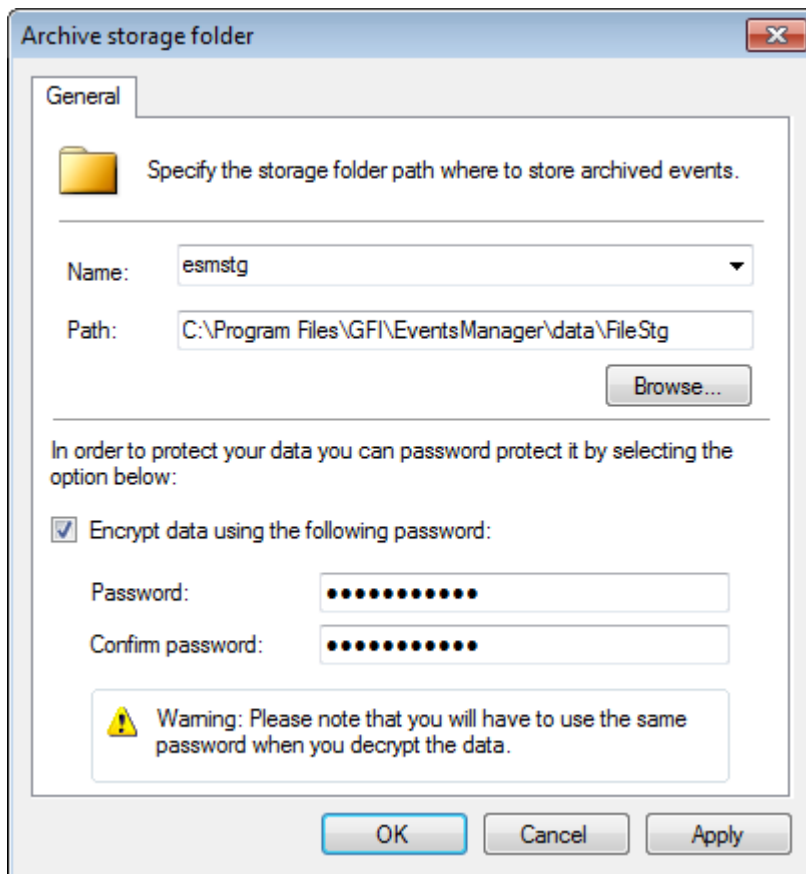 Archive storage folder
General
Specify the storage folder path where to store archived events.
Name: esmstg
Path: C:\Program Files\GFI\EventsManager\data\FileStg
Browse...
In order to protect your data you can password protect it by selecting the
option below:
Encrypt data using the following password:
Password: •••••••••••
Confirm password: •••••••••••
Warning: Please note that you will have to use the same
password when you decrypt the data.
OK Cancel Apply